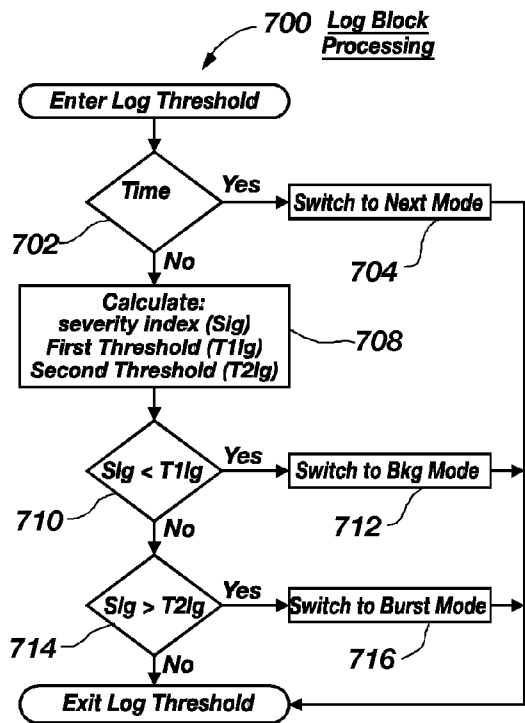 700 Log Block
Processing
Enter Log Threshold
Time
Yes
Switch to Next Mode
702
704
No
Calculate:
severity index (Slg)
First Threshold (T1lg)
Second Threshold (T2lg)
708
Slg < T1lg
Yes
Switch to Bkg Mode
710
712
No
Slg > T2lg
Yes
Switch to Burst Mode
714
716
No
Exit Log Threshold